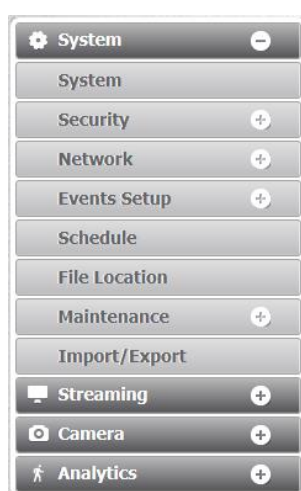 System
System
Security
Network
Events Setup
Schedule
File Location
Maintenance
Import/Export
Streaming
Camera
Analytics